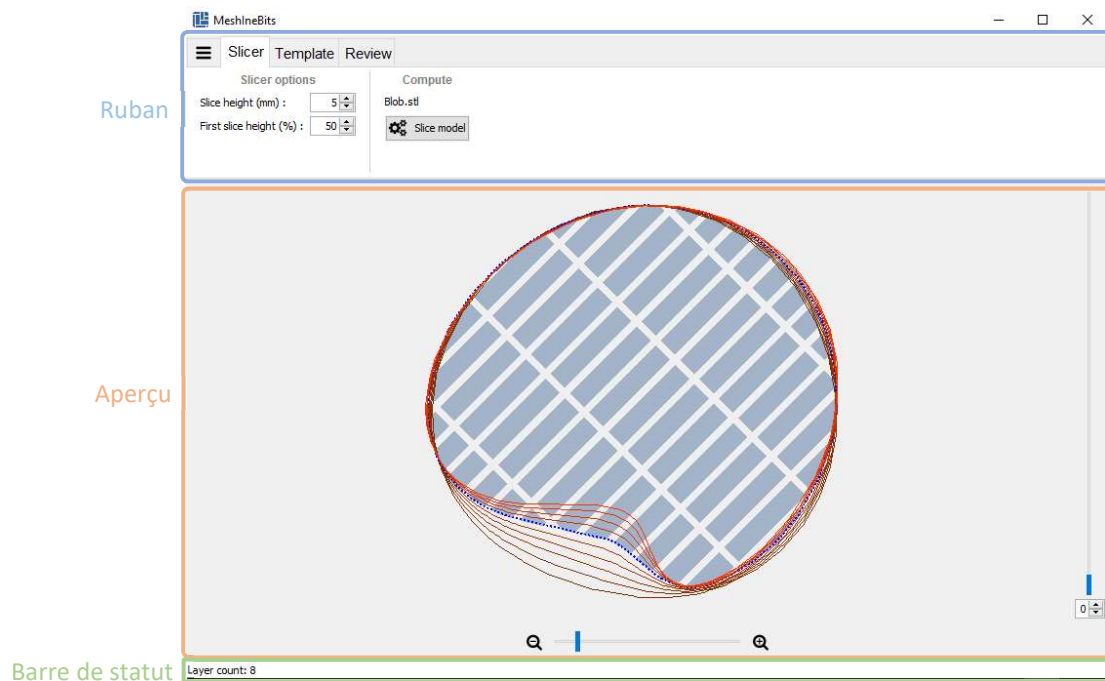 MeshIneBits
Slicer Template Review
Slicer options
Compute
Ruban
Slice height (mm) : 5
Blob.stl
First slice height (%) : 50
Slice model
Aperçu
0
Barre de statut
Layer count: 8